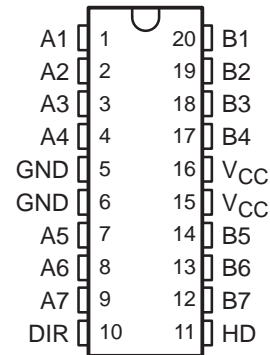 A1 1 20 B1
A2 2 19 B2
A3 3 18 B3
A4 4 17 B4
GND 5 16 VCC
GND 6 15 VCC
A5 7 14 B5
A6 8 13 B6
A7 9 12 B7
DIR 10 11 HD